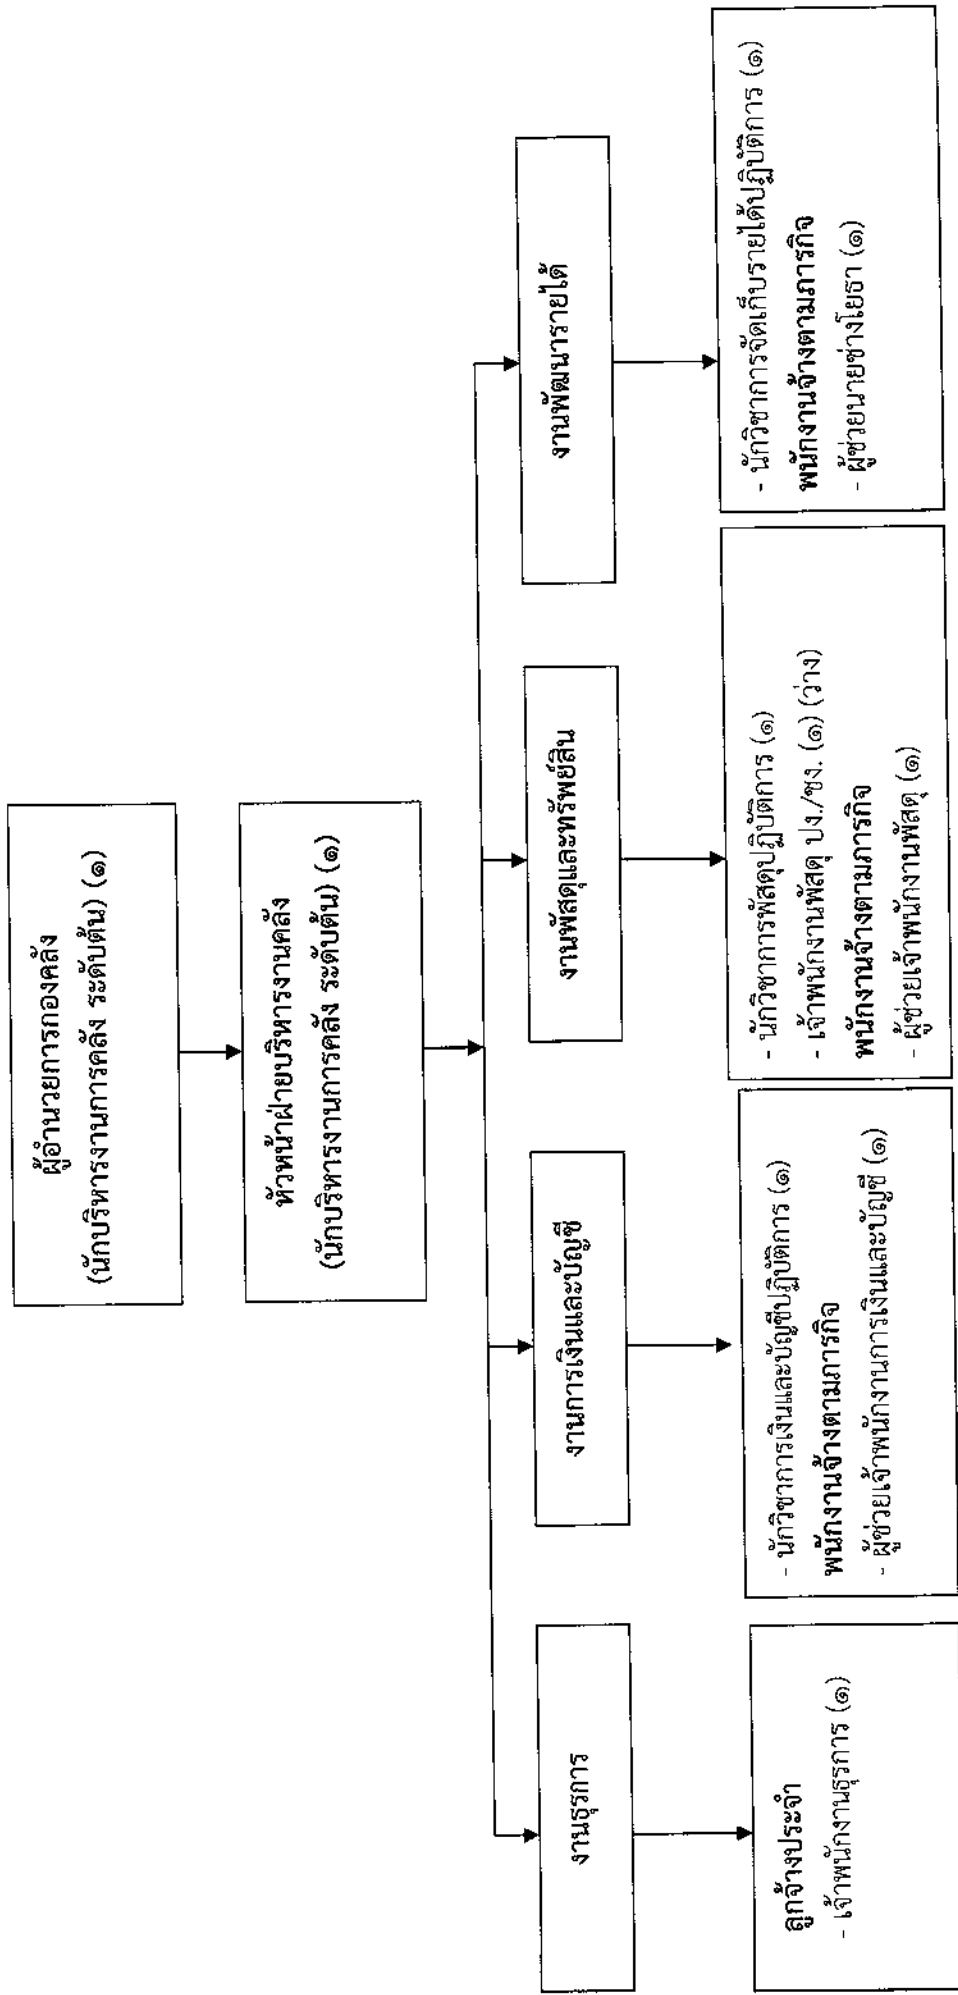 ผู้อำนวยการกองคลัง
(นักบริหารงานการคลัง ระดับต้น) (๑)
หัวหน้าฝ่ายบริหารงานคลัง
(นักบริหารงานการคลัง ระดับต้น) (๑)
งานธุรการ
งานการเงินและบัญชี
งานพัสดุและทรัพย์สิน
งานพัฒนารายได้
ลูกจ้างประจำ
- เจ้าพนักงานธุรการ (๑)
- นักวิชาการเงินและบัญชีปฏิบัติการ (๑)
พนักงานจ้างตามภารกิจ
- ผู้ช่วยเจ้าพนักงานการเงินและบัญชี (๑)
- นักวิชาการพัสดุปฏิบัติการ (๑)
- เจ้าพนักงานพัสดุ ปง./ชง. (๑) (ว่าง)
พนักงานจ้างตามภารกิจ
- ผู้ช่วยเจ้าพนักงานพัสดุ (๑)
- นักวิชาการจัดเก็บรายได้ปฏิบัติการ (๑)
พนักงานจ้างตามภารกิจ
- ผู้ช่วยนายช่างโยธา (๑)